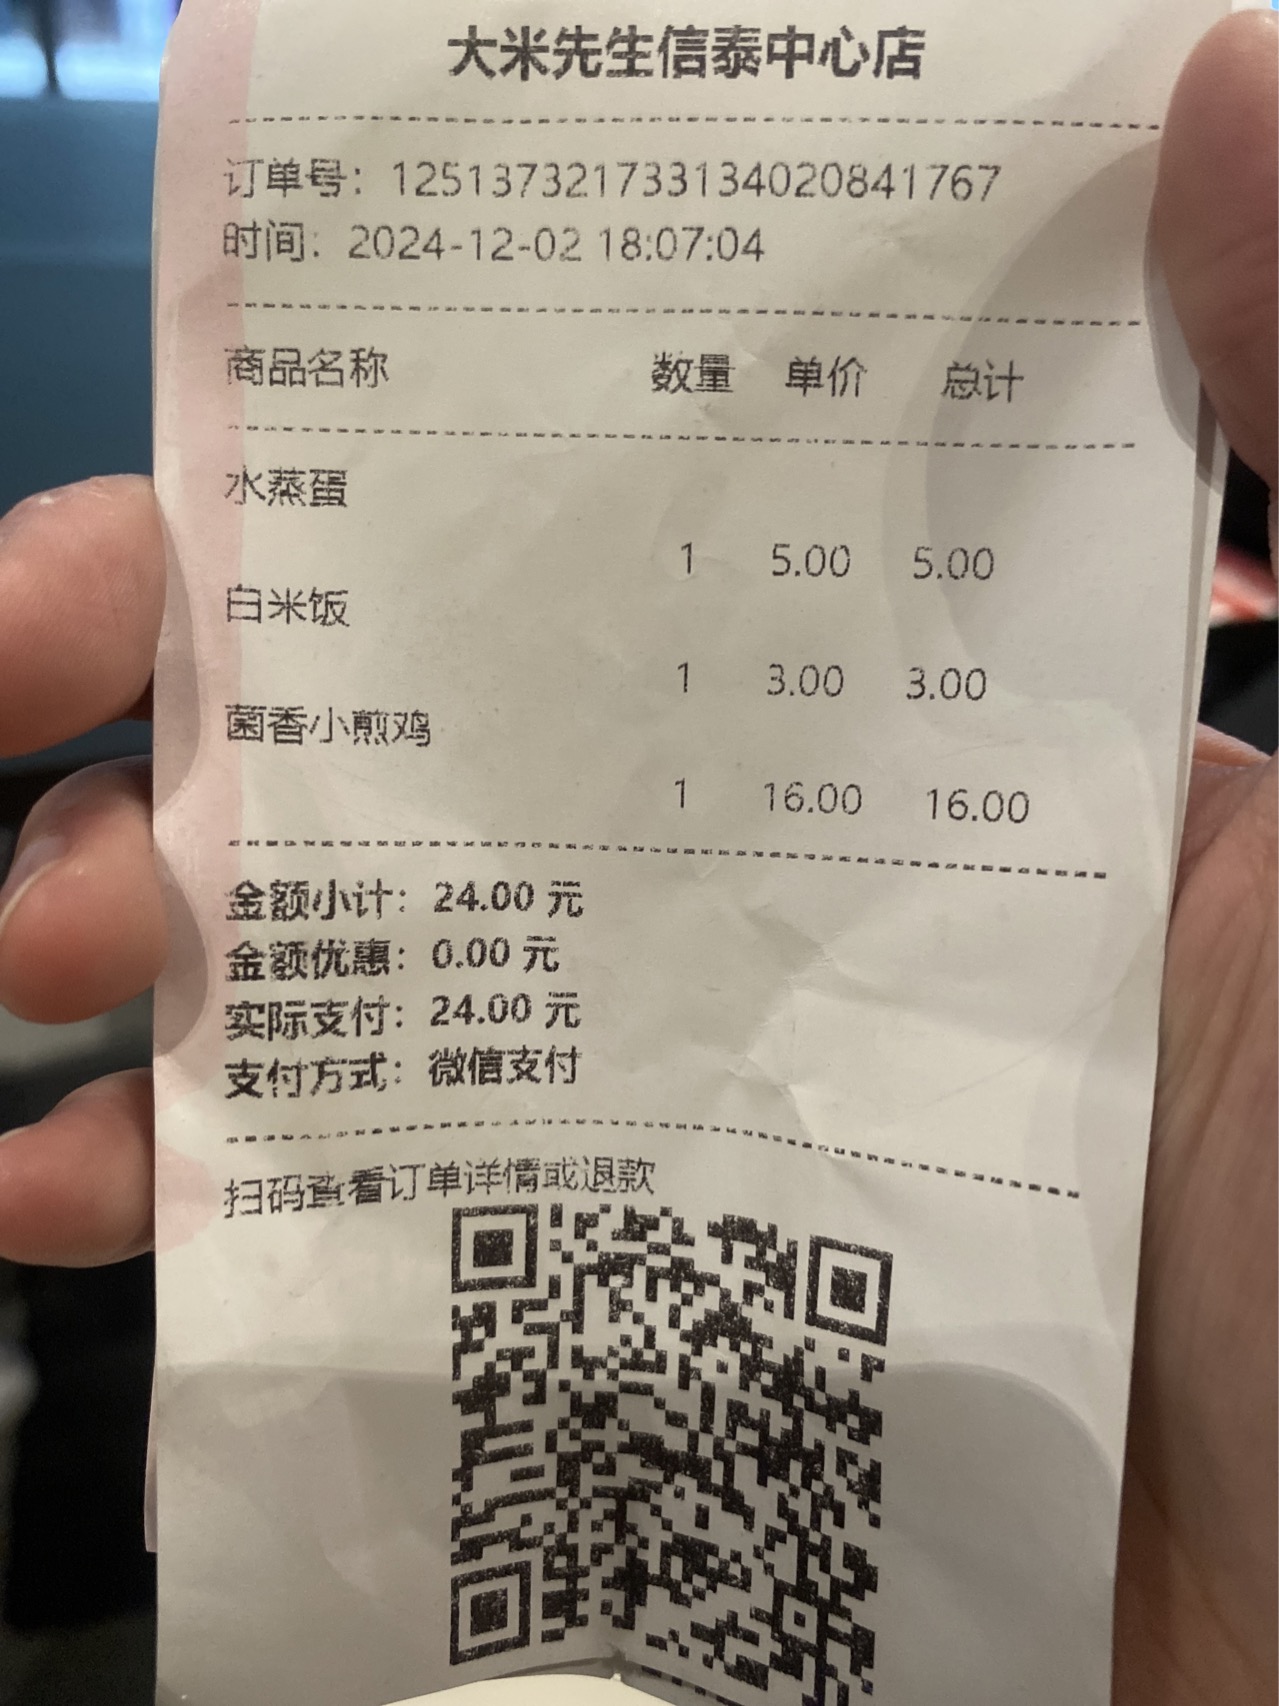 大米先生信泰中心店
订单号：125137321733134020841767
时间：2024-12-02 18:07:04
商品名称 数量 单价 总计
水蒸蛋
1 5.00 5.00
白米饭
1 3.00 3.00
菌香小煎鸡
1 16.00 16.00
金额小计：24.00 元
金额优惠：0.00 元
实际支付：24.00 元
支付方式：微信支付
扫码查看订单详情或退款